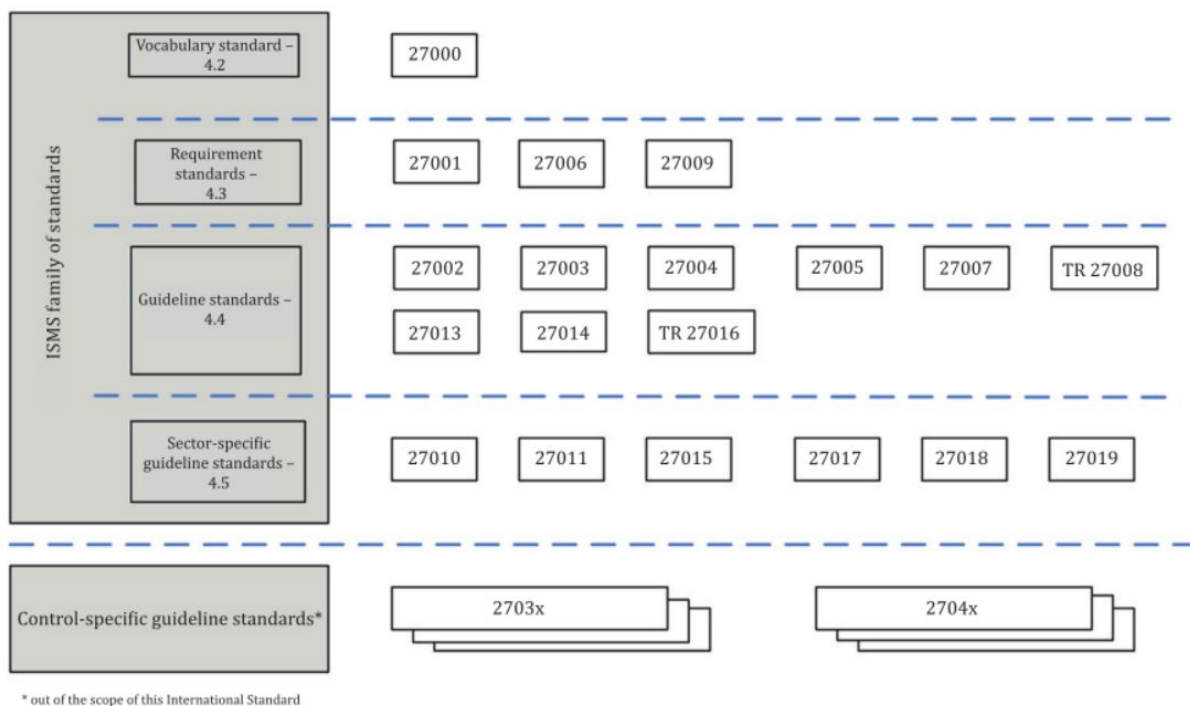 ISMS family of standards
Vocabulary standard –
4.2
27000
Requirement
standards –
4.3
27001
27006
27009
Guideline standards –
4.4
27002
27003
27004
27005
27007
TR 27008
27013
27014
TR 27016
Sector-specific
guideline standards –
4.5
27010
27011
27015
27017
27018
27019
Control-specific guideline standards*
2703x
2704x
* out of the scope of this International Standard